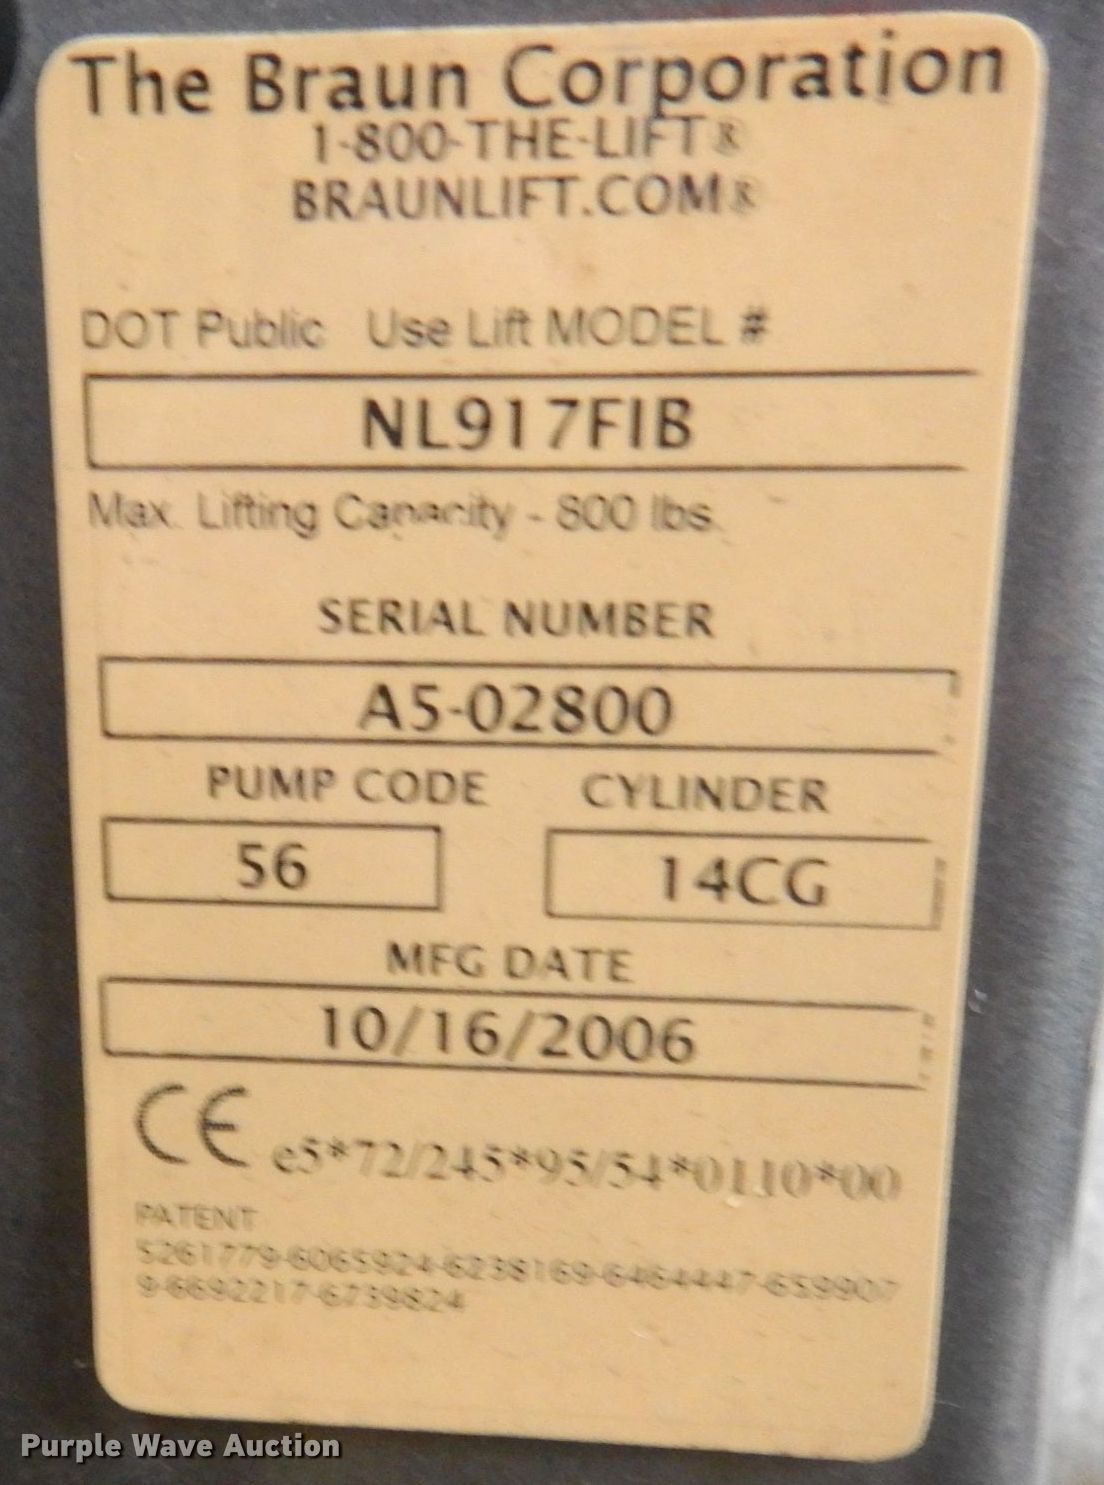 The Braun Corporation
1-800-THE-LIFT®
BRAUNLIFT.COM®
DOT Public Use Lift MODEL #
NL917FIB
Max. Lifting Capacity - 800 lbs.
SERIAL NUMBER
A5-02800
PUMP CODE CYLINDER
56 14CG
MFG DATE
10/16/2006
CE e5*72/245*95/54*0110*00
PATENT
5261779-6065924-6238169-6464447-659907
9-6692217-6739824
Purple Wave Auction